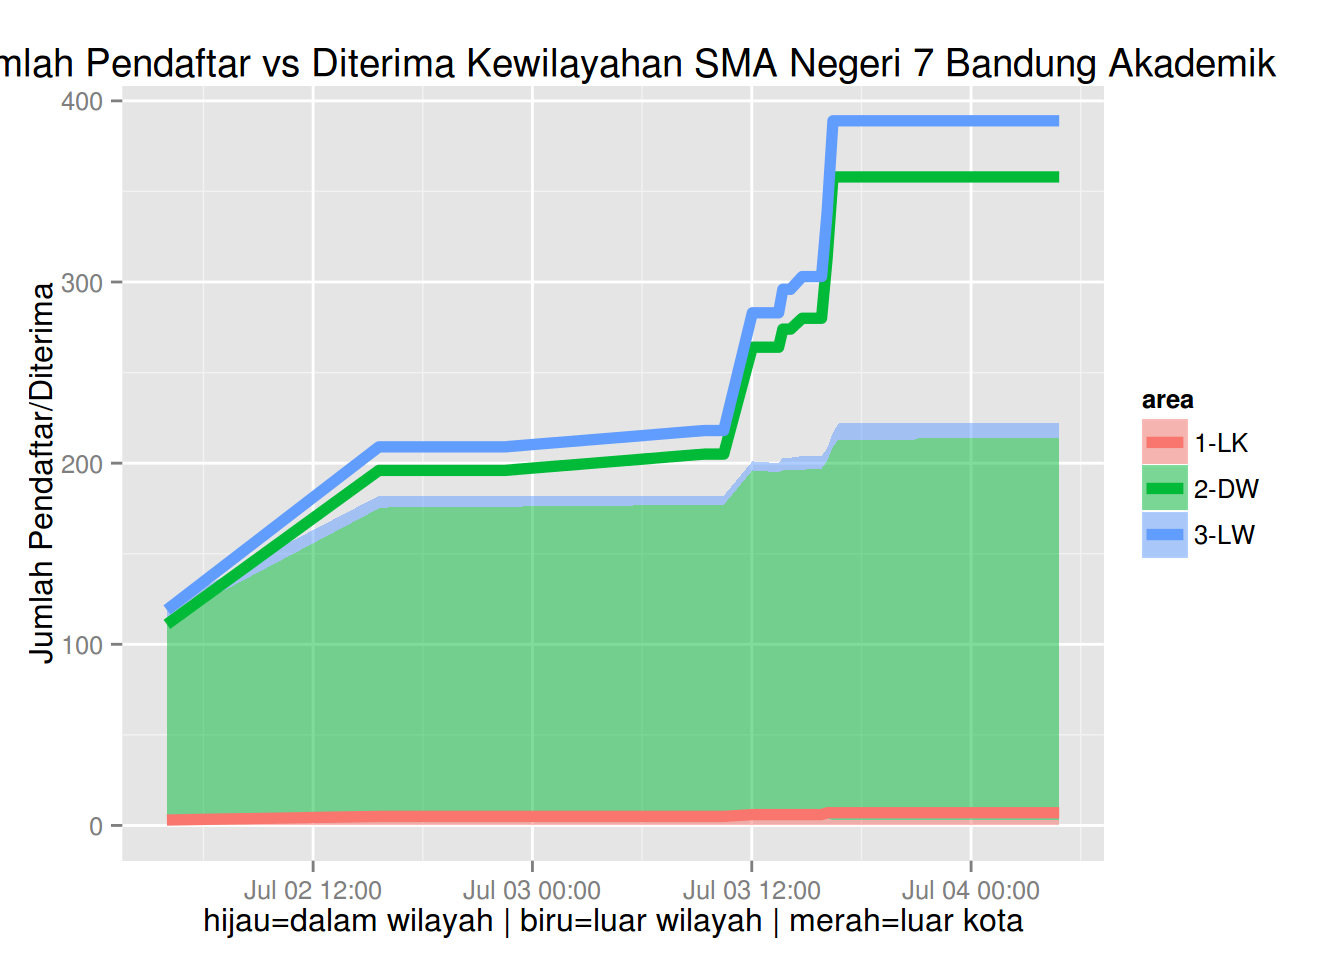 mlah Pendaftar vs Diterima Kewilayahan SMA Negeri 7 Bandung Akademik
Jumlah Pendaftar/Diterima
400
300
200
100
0
Jul 02 12:00
Jul 03 00:00
Jul 03 12:00
Jul 04 00:00
hijau=dalam wilayah | biru=luar wilayah | merah=luar kota
area
1-LK
2-DW
3-LW